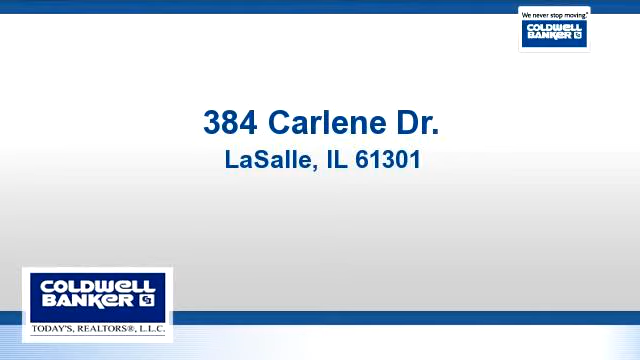 We never stop moving.®
COLDWELL
BANKER
384 Carlene Dr.
LaSalle, IL 61301
COLDWELL
BANKER
TODAY'S, REALTORS®, L.L.C.